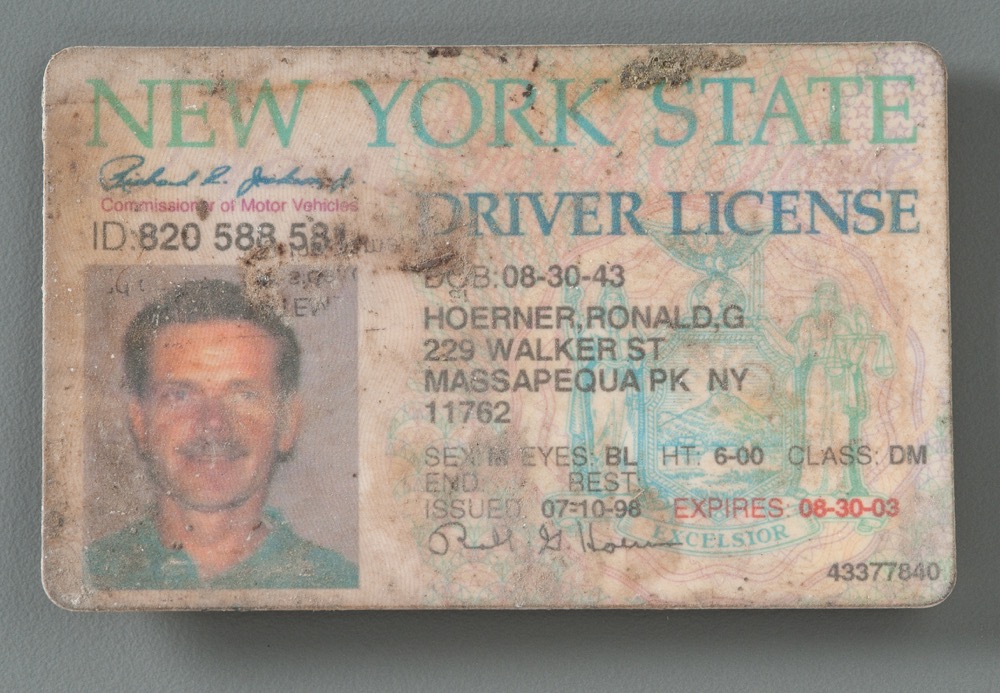 NEW YORK STATE
Commissioner of Motor Vehicles
DRIVER LICENSE
ID:820 588
DOB:08-30-43
HOERNER,RONALD,G
229 WALKER ST
MASSAPEQUA PK NY
11762
SEX: M EYES: BL HT: 6-00 CLASS: DM
END. REST.
ISSUED. 07-10-98 EXPIRES: 08-30-03
EXCELSIOR
43377840